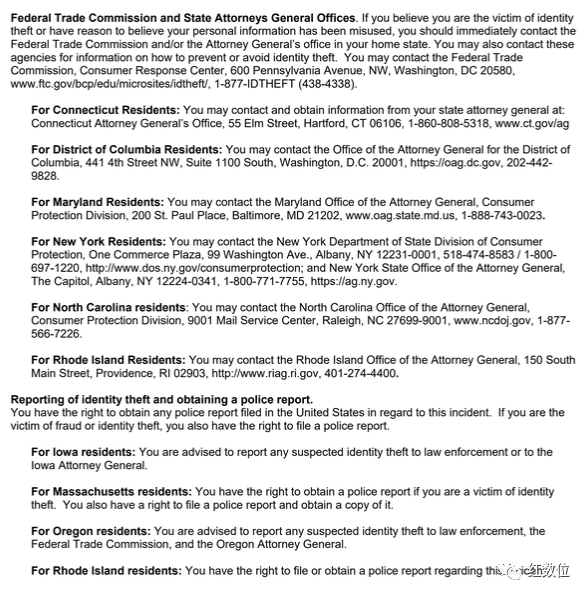 Federal Trade Commission and State Attorneys General Offices. If you believe you are the victim of identity
theft or have reason to believe your personal information has been misused, you should immediately contact the
Federal Trade Commission and/or the Attorney General's office in your home state. You may also contact these
agencies for information on how to prevent or avoid identity theft. You may contact the Federal Trade
Commission, Consumer Response Center, 600 Pennsylvania Avenue, NW, Washington, DC 20580,
www.ftc.gov/bcp/edu/microsites/idtheft/, 1-877-IDTHEFT (438-4338).
For Connecticut Residents: You may contact and obtain information from your state attorney general at:
Connecticut Attorney General's Office, 55 Elm Street, Hartford, CT 06106, 1-860-808-5318, www.ct.gov/ag
For District of Columbia Residents: You may contact the Office of the Attorney General for the District of
Columbia, 441 4th Street NW, Suite 1100 South, Washington, D.C. 20001, https://oag.dc.gov, 202-442-
9828.
For Maryland Residents: You may contact the Maryland Office of the Attorney General, Consumer
Protection Division, 200 St. Paul Place, Baltimore, MD 21202, www.oag.state.md.us, 1-888-743-0023.
For New York Residents: You may contact the New York Department of State Division of Consumer
Protection, One Commerce Plaza, 99 Washington Ave., Albany, NY 12231-0001, 518-474-8583 / 1-800-
697-1220, http://www.dos.ny.gov/consumerprotection; and New York State Office of the Attorney General,
The Capitol, Albany, NY 12224-0341, 1-800-771-7755, https://ag.ny.gov.
For North Carolina residents: You may contact the North Carolina Office of the Attorney General,
Consumer Protection Division, 9001 Mail Service Center, Raleigh, NC 27699-9001, www.ncdoj.gov, 1-877-
566-7226.
For Rhode Island Residents: You may contact the Rhode Island Office of the Attorney General, 150 South
Main Street, Providence, RI 02903, http://www.riag.ri.gov, 401-274-4400.
Reporting of identity theft and obtaining a police report.
You have the right to obtain any police report filed in the United States in regard to this incident. If you are the
victim of fraud or identity theft, you also have the right to file a police report.
For Iowa residents: You are advised to report any suspected identity theft to law enforcement or to the
Iowa Attorney General.
For Massachusetts residents: You have the right to obtain a police report if you are a victim of identity
theft. You also have a right to file a police report and obtain a copy of it.
For Oregon residents: You are advised to report any suspected identity theft to law enforcement, the
Federal Trade Commission, and the Oregon Attorney General.
For Rhode Island residents: You have the right to file or obtain a police report regarding this
红数位